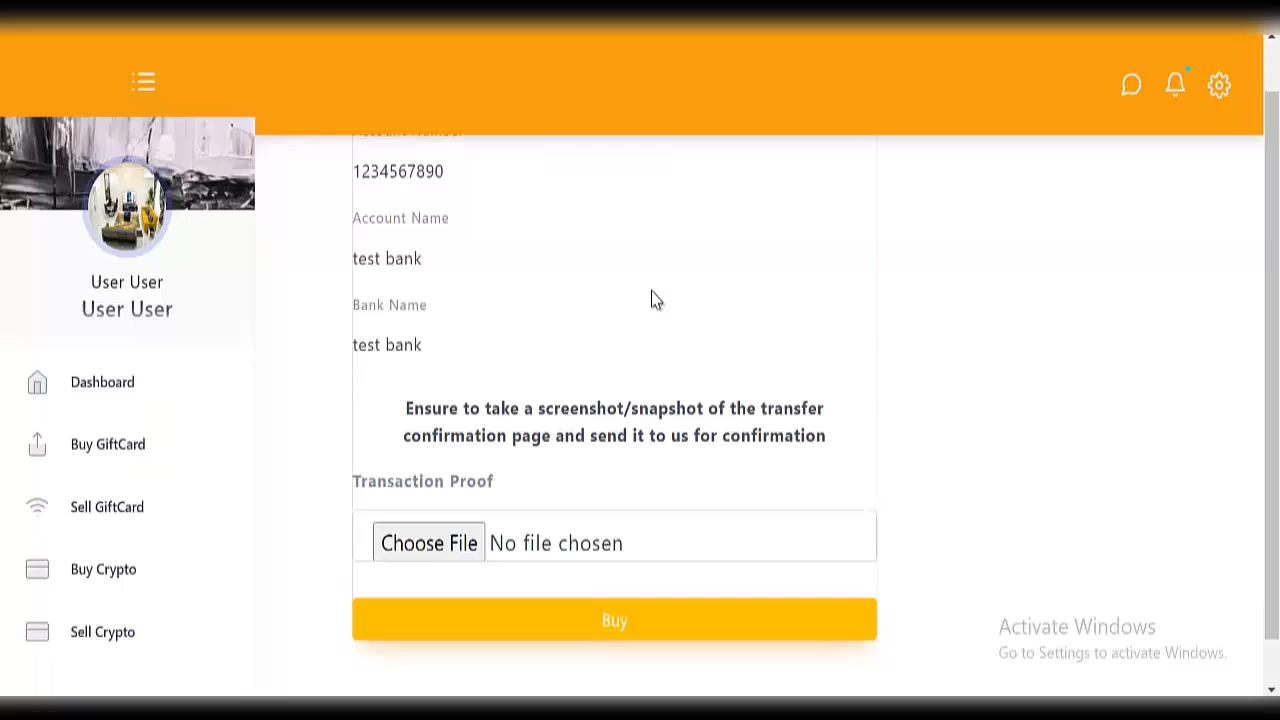 1234567890
Account Name
test bank
Bank Name
test bank
Ensure to take a screenshot/snapshot of the transfer
confirmation page and send it to us for confirmation
Transaction Proof
Choose File No file chosen
Buy
User User
User User
Dashboard
Buy GiftCard
Sell GiftCard
Buy Crypto
Sell Crypto
Activate Windows
Go to Settings to activate Windows.